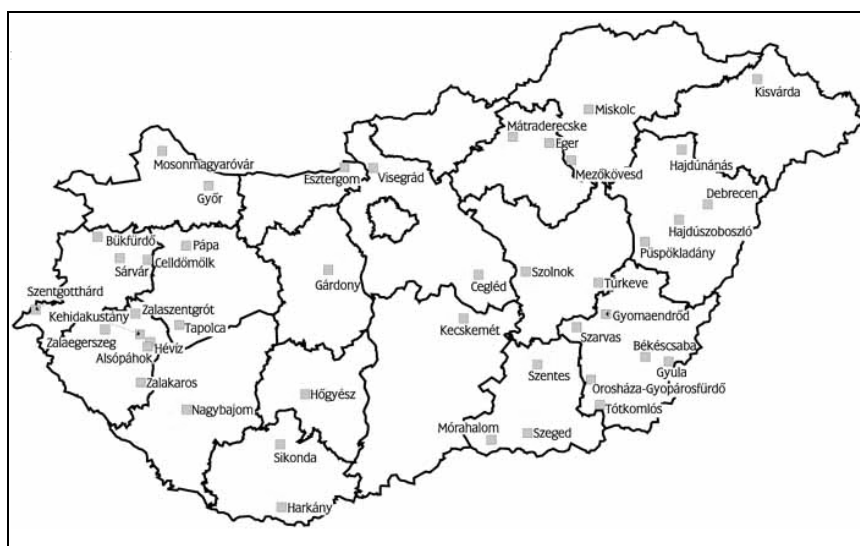 Kisvárda
Miskolc
Mátraderecske
Eger
Mezőkövesd
Hajdúnánás
Debrecen
Hajdúszoboszló
Püspökladány
Mosonmagyaróvár
Győr
Esztergom
Visegrád
Bükfürdő
Pápa
Sárvár
Celldömölk
Gárdony
Cegléd
Szolnok
Túrkeve
Szentgotthárd
Kehidakustány
Zalaszentgrót
Tapolca
Zalaegerszeg
Alsópáhok
Hévíz
Kecskemét
Gyomaendrőd
Szarvas
Békéscsaba
Gyula
Zalakaros
Nagybajom
Hőgyész
Szentes
Orosháza-Gyopárosfürdő
Tótkomlós
Mórahalom
Szeged
Sikonda
Harkány